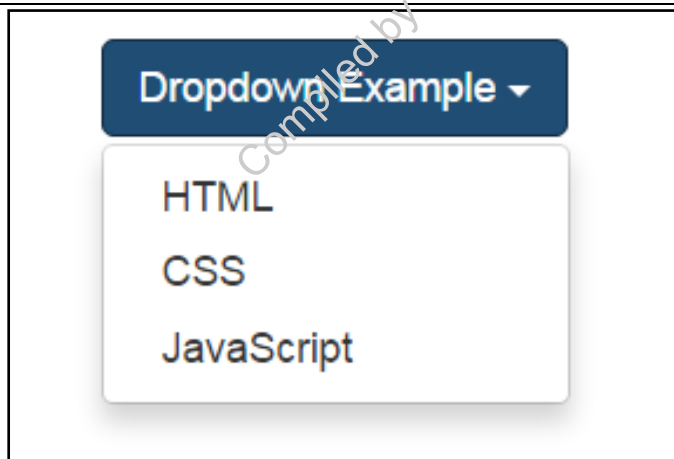 Compiled by
Dropdown Example
HTML
CSS
JavaScript